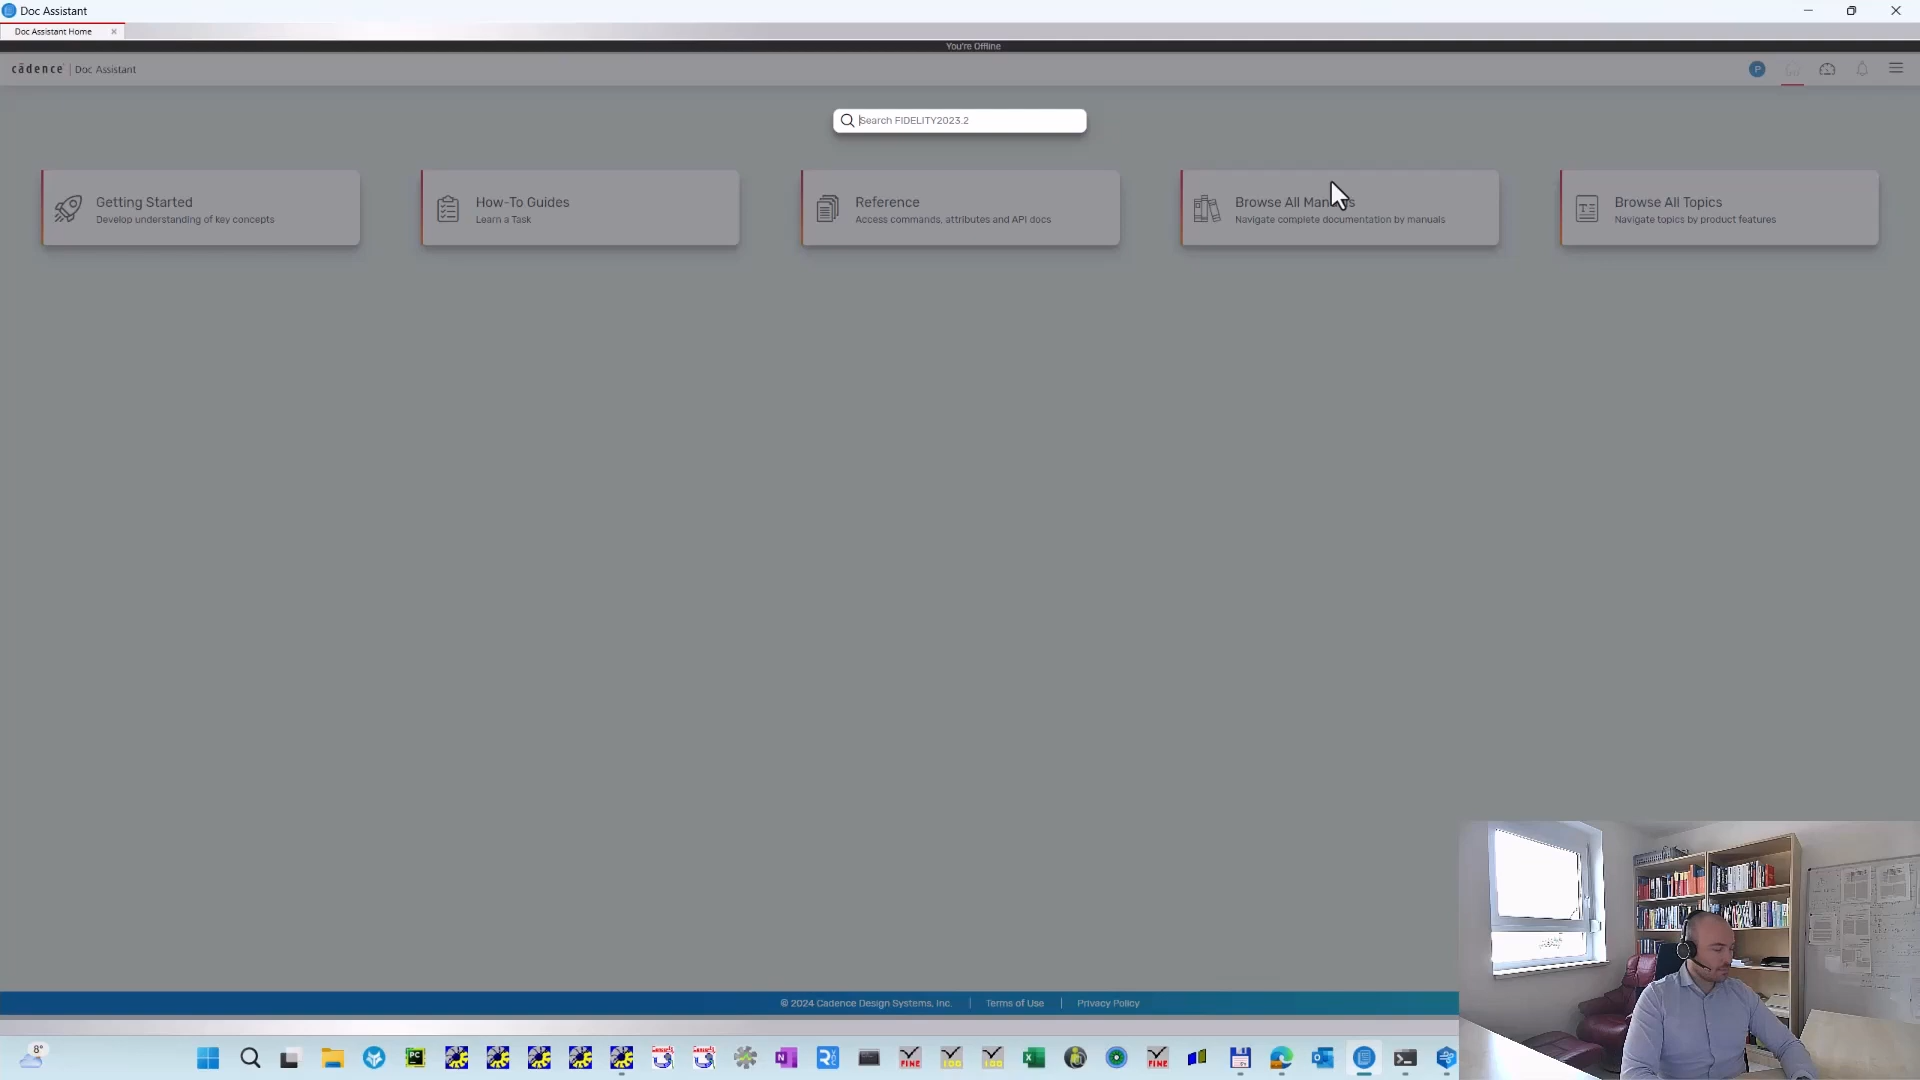 Doc Assistant
Doc Assistant Home
You're Offline
cādence | Doc Assistant
P
Search FIDELITY2023.2
Getting Started
Develop understanding of key concepts
How-To Guides
Learn a Task
Reference
Access commands, attributes and API docs
Browse All Manuals
Navigate complete documentation by manuals
Browse All Topics
Navigate topics by product features
© 2024 Cadence Design Systems, Inc. | Terms of Use | Privacy Policy
8°